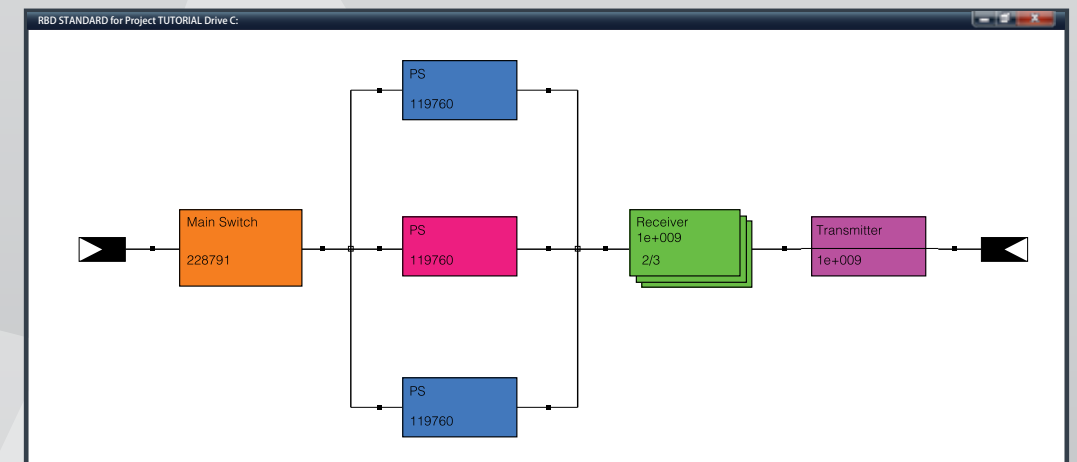 RBD STANDARD for Project TUTORIAL Drive C:
PS
119760
Main Switch
228791
PS
119760
Receiver
1e+009
2/3
Transmitter
1e+009
PS
119760